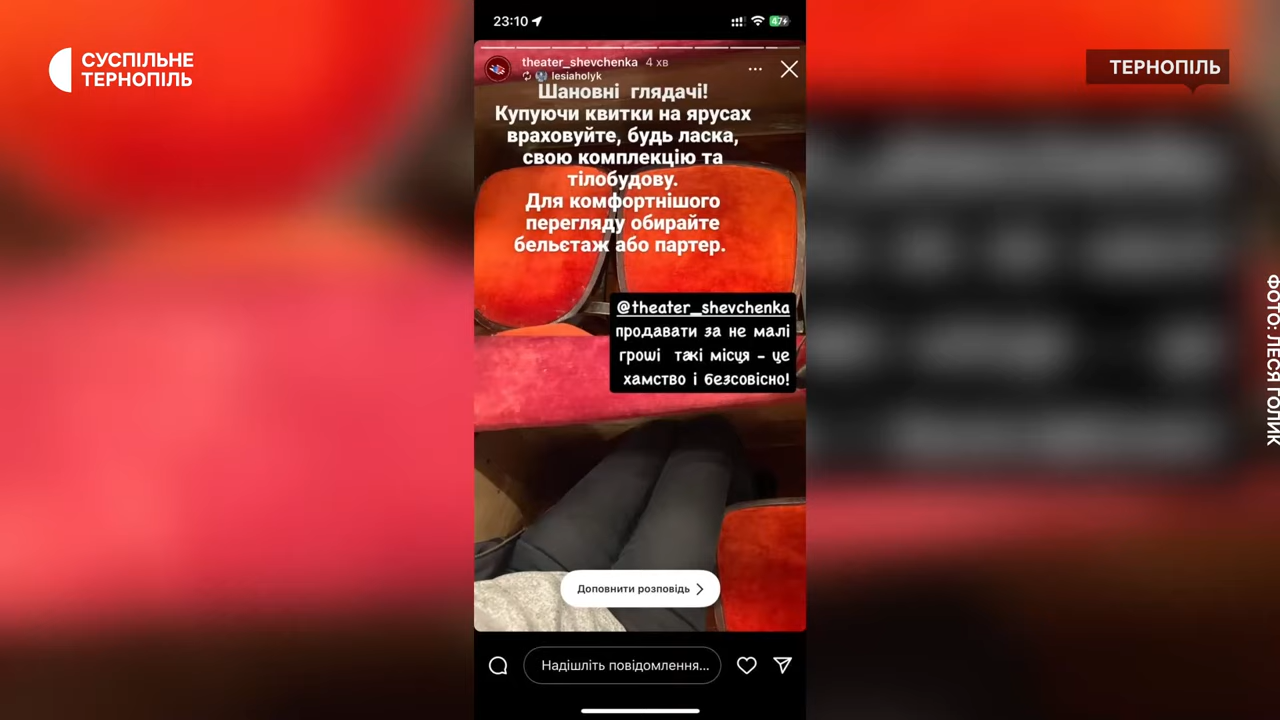 СУСПІЛЬНЕ
ТЕРНОПІЛЬ
23:10
47
ТЕРНОПІЛЬ
theater_shevchenka 4 хв
lesiaholyk
Шановні глядачі!
Купуючи квитки на ярусах
враховуйте, будь ласка,
свою комплекцію та
тілобудову.
Для комфортнішого
перегляду обирайте
бельєтаж або партер.
@theater_shevchenka
продавати за не малі
гроші такі місця - це
хамство і безсовісно!
ФОТО: ЛЕСЯ ГОЛИК
Доповнити розповідь
Надішліть повідомлення...